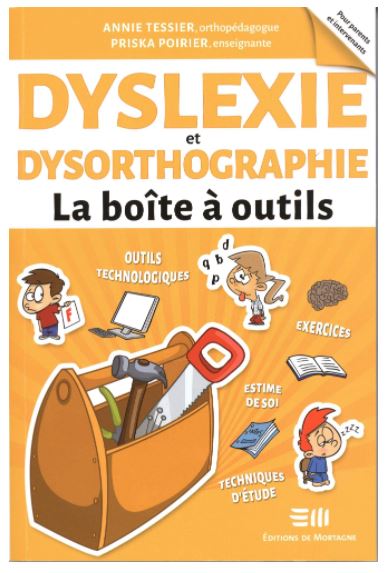 ANNIE TESSIER, orthopédagogue
PRISKA POIRIER, enseignante
Pour parents
et intervenants
DYSLEXIE
et
DYSORTHOGRAPHIE
La boîte à outils
OUTILS
TECHNOLOGIQUES
q b d
p
F
EXERCICES
ESTIME
DE SOI
zzzz
TECHNIQUES
D'ÉTUDE
ÉDITIONS DE MORTAGNE